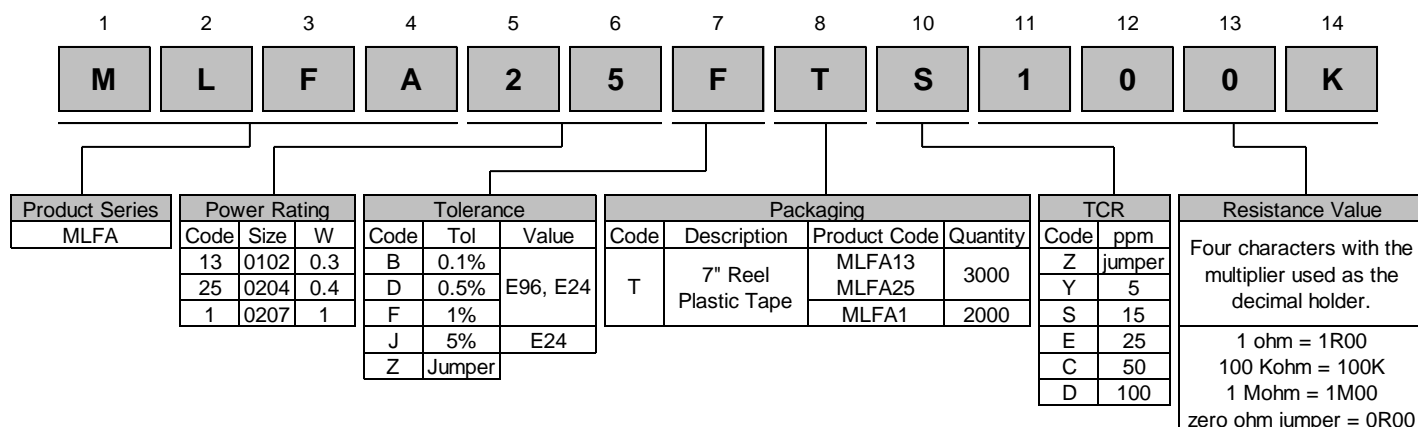 1 2 3 4 5 6 7 8 10 11 12 13 14
M L F A 2 5 F T S 1 0 0 K
Product Series
MLFA
Power Rating
Code Size W
13 0102 0.3
25 0204 0.4
1 0207 1
Tolerance
Code Tol Value
B 0.1%
D 0.5% E96, E24
F 1%
J 5% E24
Z Jumper
Packaging
Code Description Product Code Quantity
T 7" Reel
Plastic Tape
MLFA13
MLFA25
3000
MLFA1 2000
TCR
Code ppm
Z jumper
Y 5
S 15
E 25
C 50
D 100
Resistance Value
Four characters with the
multiplier used as the
decimal holder.
1 ohm = 1R00
100 Kohm = 100K
1 Mohm = 1M00
zero ohm jumper = 0R00